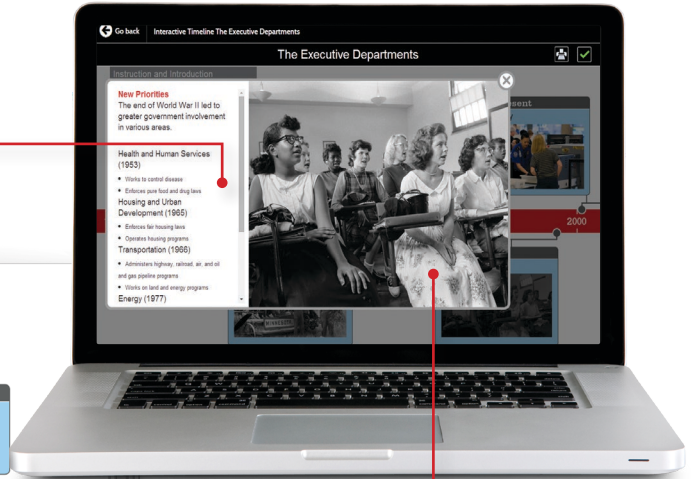 Go back Interactive Timeline The Executive Departments
The Executive Departments
Instruction and Introduction
New Priorities
The end of World War II led to
greater government involvement
in various areas.
Health and Human Services
(1953)
• Works to control disease
• Enforces pure food and drug laws
Housing and Urban
Development (1965)
• Enforces fair housing laws
• Operates housing programs
Transportation (1966)
• Administers highway, railroad, air, and oil
and gas pipeline programs
• Works on land and energy programs
Energy (1977)
2000
MINNESOTA